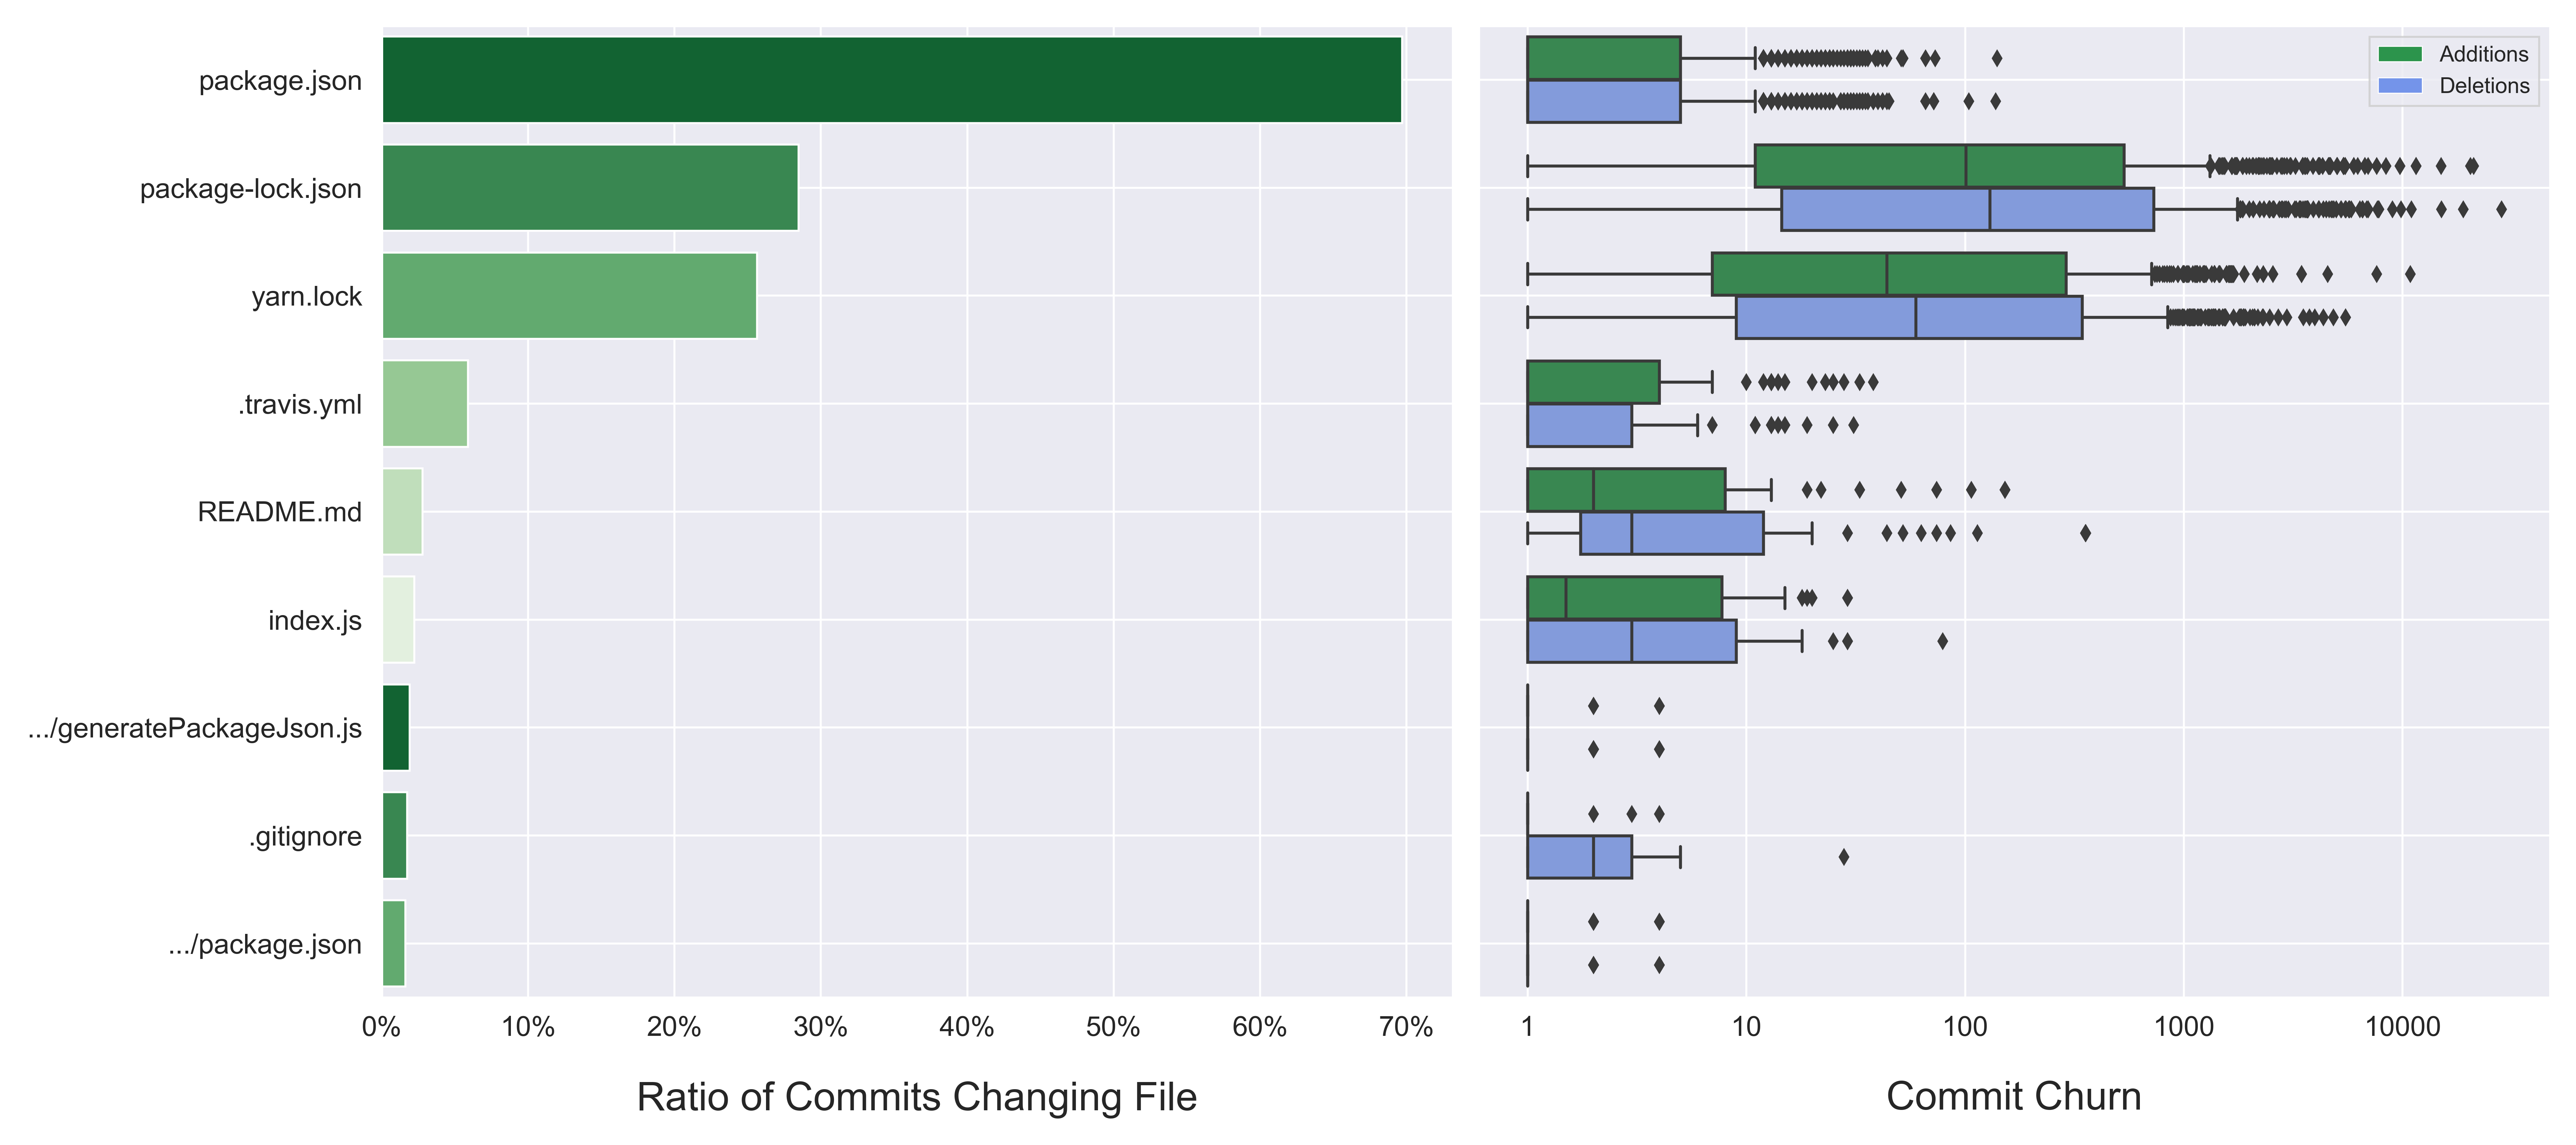 package.json
package-lock.json
yarn.lock
.travis.yml
README.md
index.js
.../generatePackageJson.js
.gitignore
.../package.json
0% 10% 20% 30% 40% 50% 60% 70%
Ratio of Commits Changing File
Additions
Deletions
1 10 100 1000 10000
Commit Churn